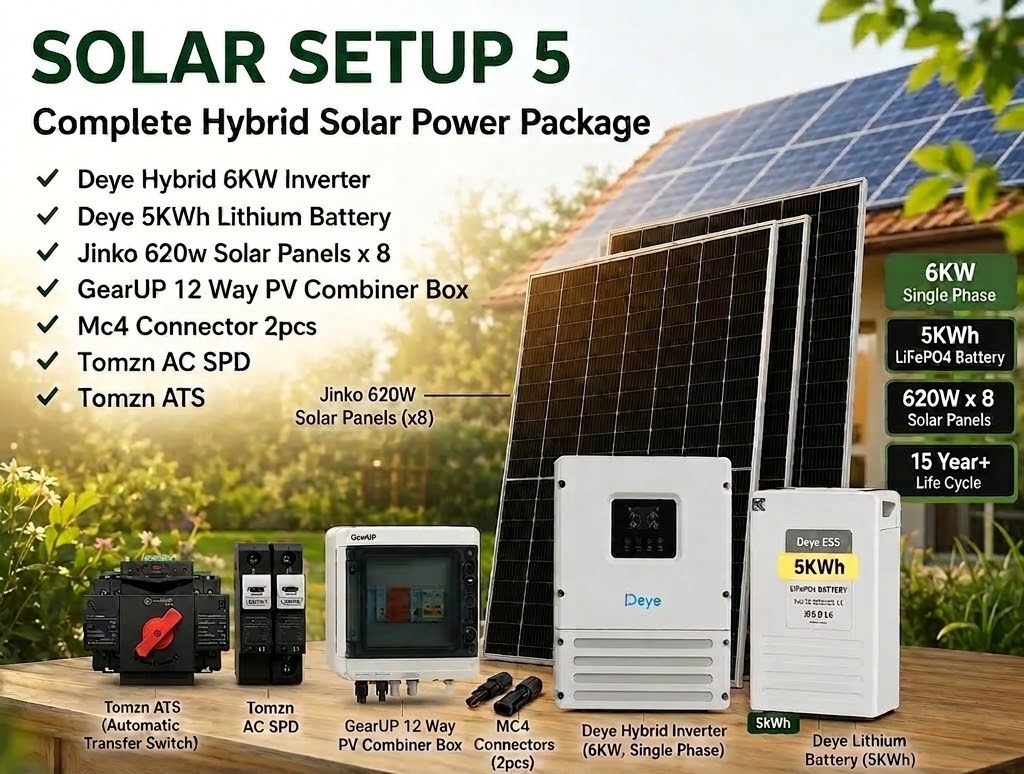 SOLAR SETUP 5
Complete Hybrid Solar Power Package
✓ Deye Hybrid 6KW Inverter
✓ Deye 5KWh Lithium Battery
✓ Jinko 620w Solar Panels x 8
✓ GearUP 12 Way PV Combiner Box
✓ Mc4 Connector 2pcs
✓ Tomzn AC SPD
✓ Tomzn ATS
Jinko 620W
Solar Panels (x8)
6KW
Single Phase
5KWh
LiFePO4 Battery
620W x 8
Solar Panels
15 Year+
Life Cycle
Deye
Deye ESS
5KWh
5kWh
Tomzn ATS
(Automatic
Transfer Switch)
Tomzn
AC SPD
GearUP 12 Way
PV Combiner Box
MC4
Connectors
(2pcs)
Deye Hybrid Inverter
(6KW, Single Phase)
Deye Lithium
Battery (5KWh)